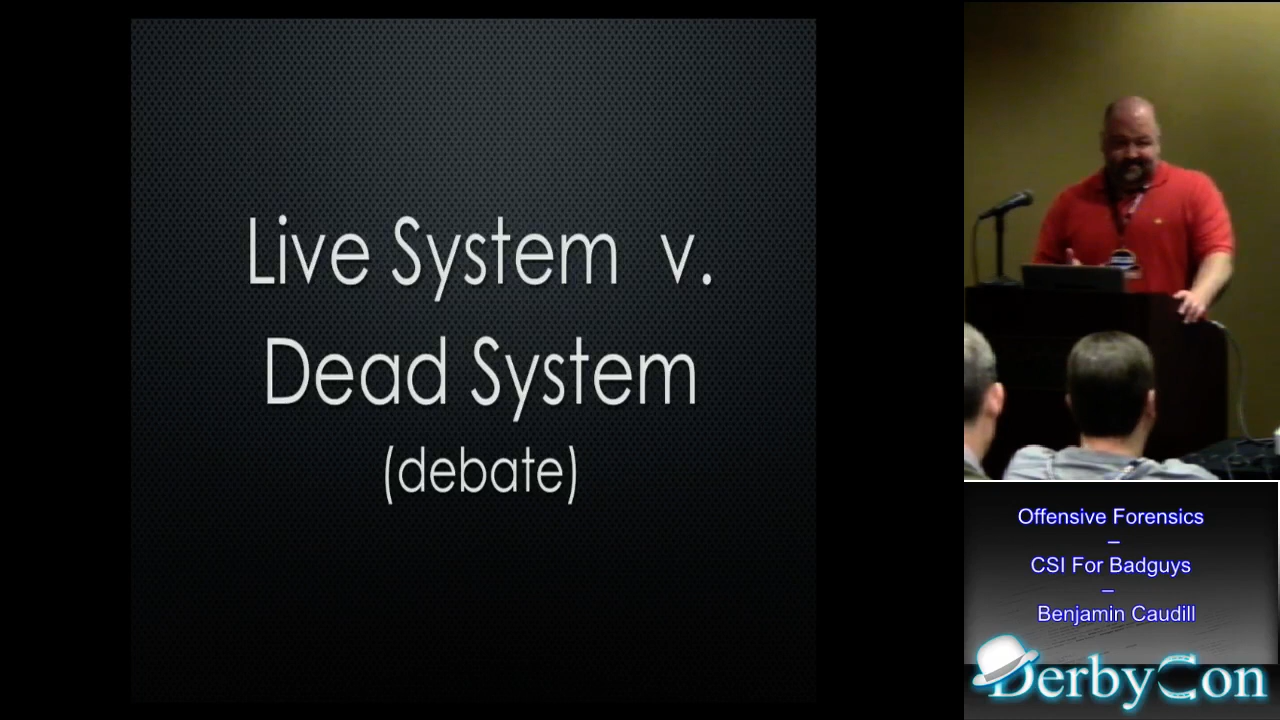 Live System v.
Dead System
(debate)
Offensive Forensics
–
CSI For Badguys
–
Benjamin Caudill
DerbyCon